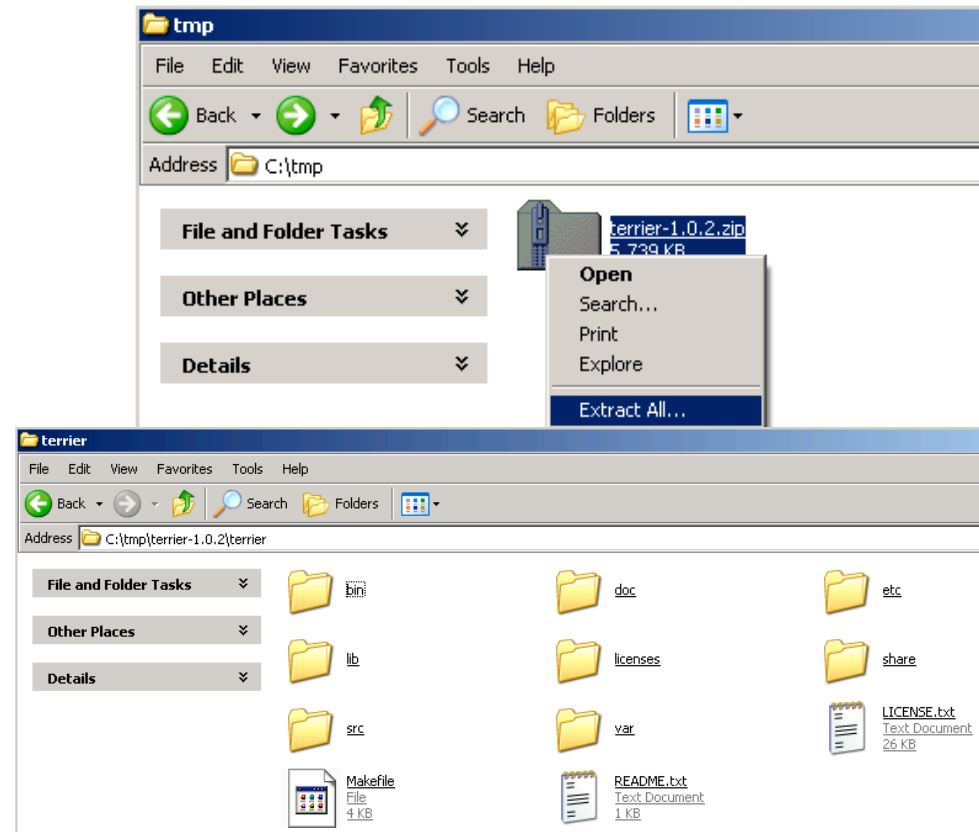 tmp
File Edit View Favorites Tools Help
Back Search Folders
Address C:\tmp
File and Folder Tasks
terrier-1.0.2.zip
5,739 KB
Open
Other Places
Search...
Print
Details
Explore
Extract All...
terrier
File Edit View Favorites Tools Help
Back Search Folders
Address C:\tmp\terrier-1.0.2\terrier
File and Folder Tasks
bin doc etc
Other Places
lib licenses share
Details
src var LICENSE.txt
Text Document
26 KB
Makefile README.txt
File Text Document
4 KB 1 KB